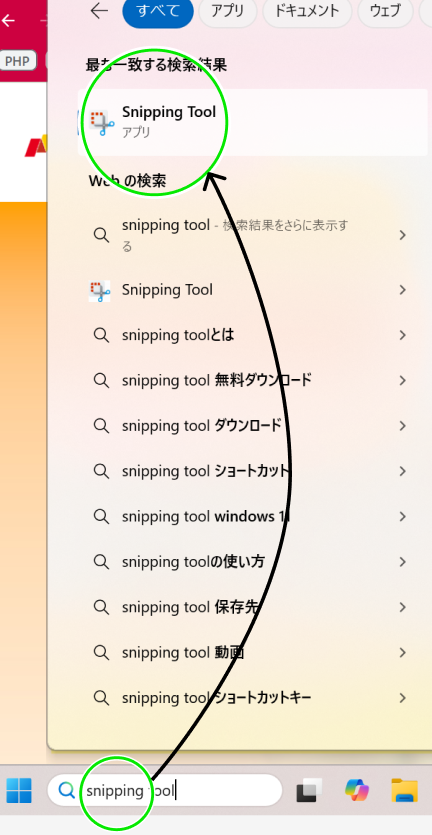 すべて アプリ ドキュメント ウェブ
PHP
最も一致する検索結果
Snipping Tool
アプリ
Web の検索
snipping tool - 検索結果をさらに表示す
る
Snipping Tool
snipping toolとは
snipping tool 無料ダウンロード
snipping tool ダウンロード
snipping tool ショートカット
snipping tool windows 11
snipping toolの使い方
snipping tool 保存先
snipping tool 動画
snipping tool ショートカットキー
snipping tool